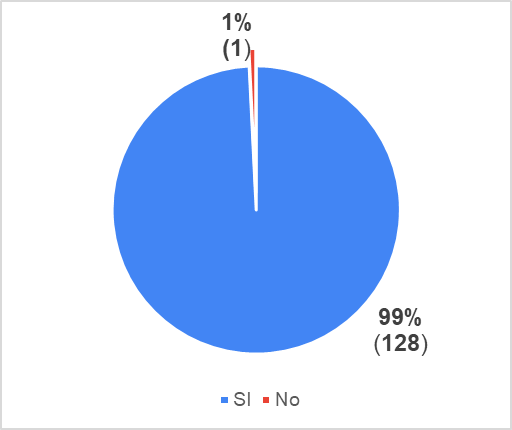 1%
(1)
99%
(128)
SI No